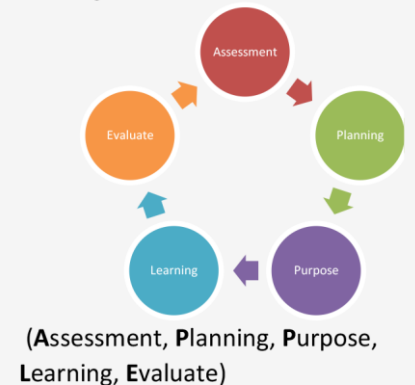 Assessment
Planning
Purpose
Learning
Evaluate
(Assessment, Planning, Purpose,
Learning, Evaluate)